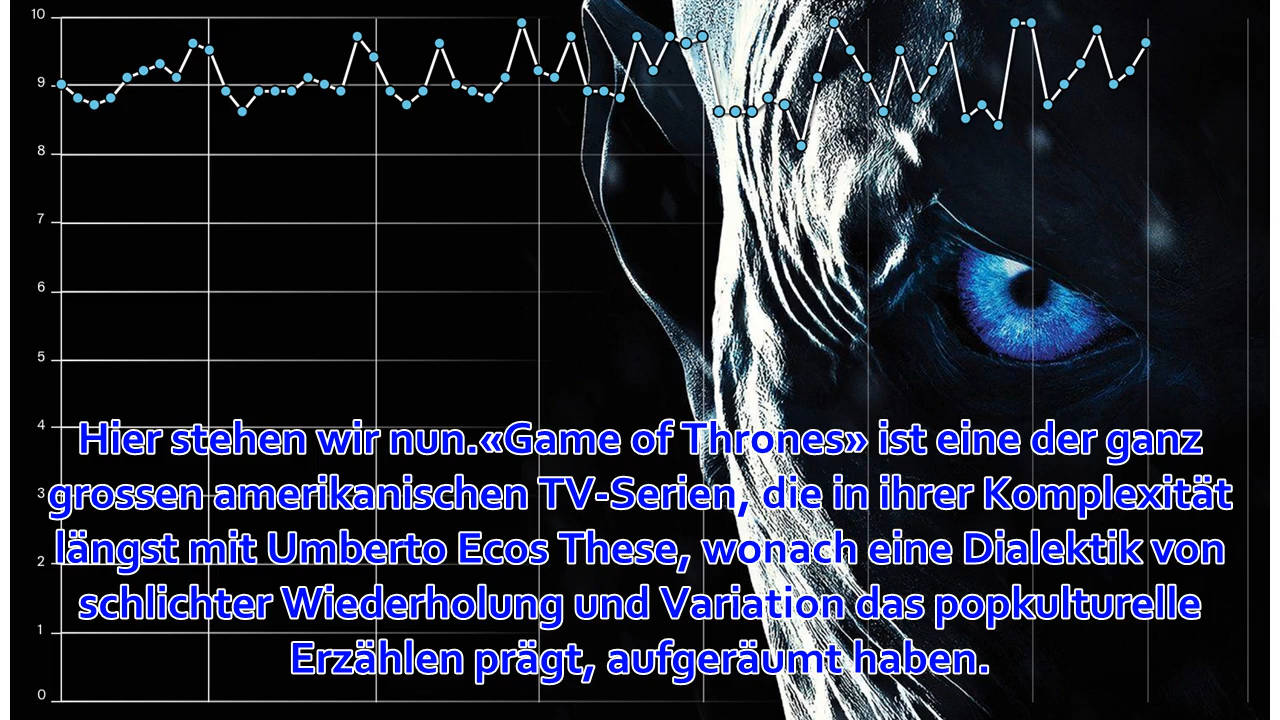 10
9
8
7
6
5
4
3
2
1
0
Hier stehen wir nun.«Game of Thrones» ist eine der ganz
grossen amerikanischen TV-Serien, die in ihrer Komplexität
längst mit Umberto Ecos These, wonach eine Dialektik von
schlichter Wiederholung und Variation das popkulturelle
Erzählen prägt, aufgeräumt haben.